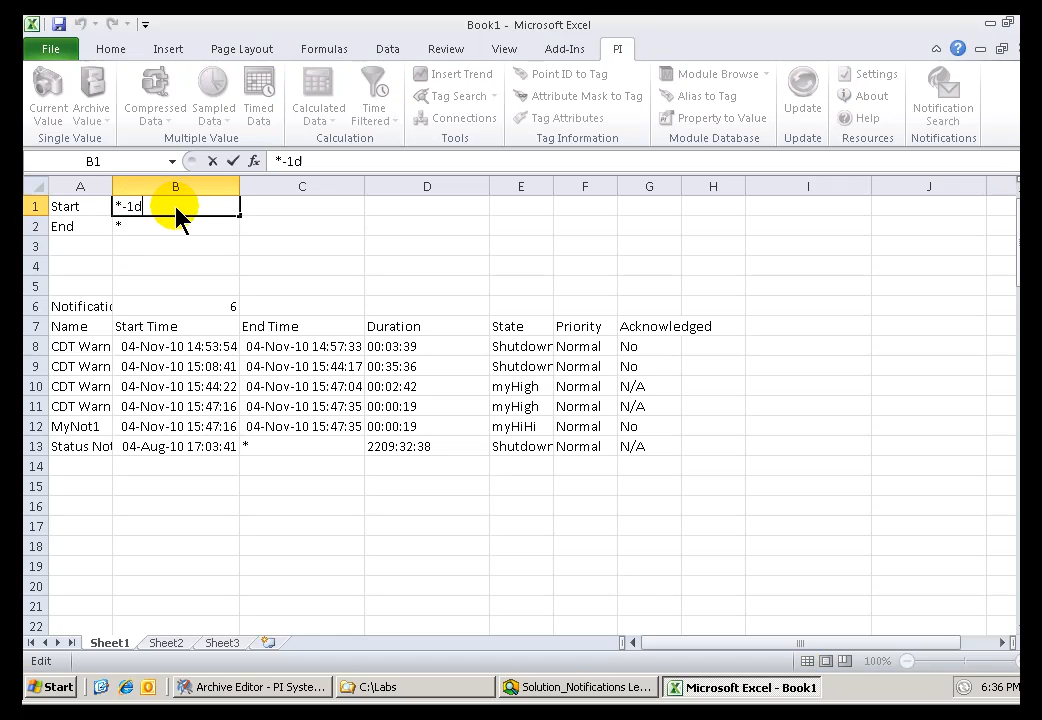 Book1 - Microsoft Excel
File Home Insert Page Layout Formulas Data Review View Add-Ins PI
Current Value Archive Value Compressed Data Sampled Data Timed Data Calculated Data Time Filtered Insert Trend Tag Search Connections Point ID to Tag Attribute Mask to Tag Tag Attributes Module Browse Alias to Tag Property to Value Update Settings About Help Notification Search
Single Value Multiple Value Calculation Tools Tag Information Module Database Update Resources Notifications
B1 fx *-1d
A B C D E F G H I J
1 Start *-1d
2 End *
3
4
5
6 Notificatio 6
7 Name Start Time End Time Duration State Priority Acknowledged
8 CDT Warn 04-Nov-10 14:53:54 04-Nov-10 14:57:33 00:03:39 Shutdown Normal No
9 CDT Warn 04-Nov-10 15:08:41 04-Nov-10 15:44:17 00:35:36 Shutdown Normal No
10 CDT Warn 04-Nov-10 15:44:22 04-Nov-10 15:47:04 00:02:42 myHigh Normal N/A
11 CDT Warn 04-Nov-10 15:47:16 04-Nov-10 15:47:35 00:00:19 myHigh Normal N/A
12 MyNot1 04-Nov-10 15:47:16 04-Nov-10 15:47:35 00:00:19 myHiHi Normal No
13 Status Not 04-Aug-10 17:03:41 * 2209:32:38 Shutdown Normal N/A
14
15
16
17
18
19
20
21
22
Sheet1 Sheet2 Sheet3
Edit 100%
Start Archive Editor - PI Syste... C:\Labs Solution_Notifications Le... Microsoft Excel - Book1 6:36 PM